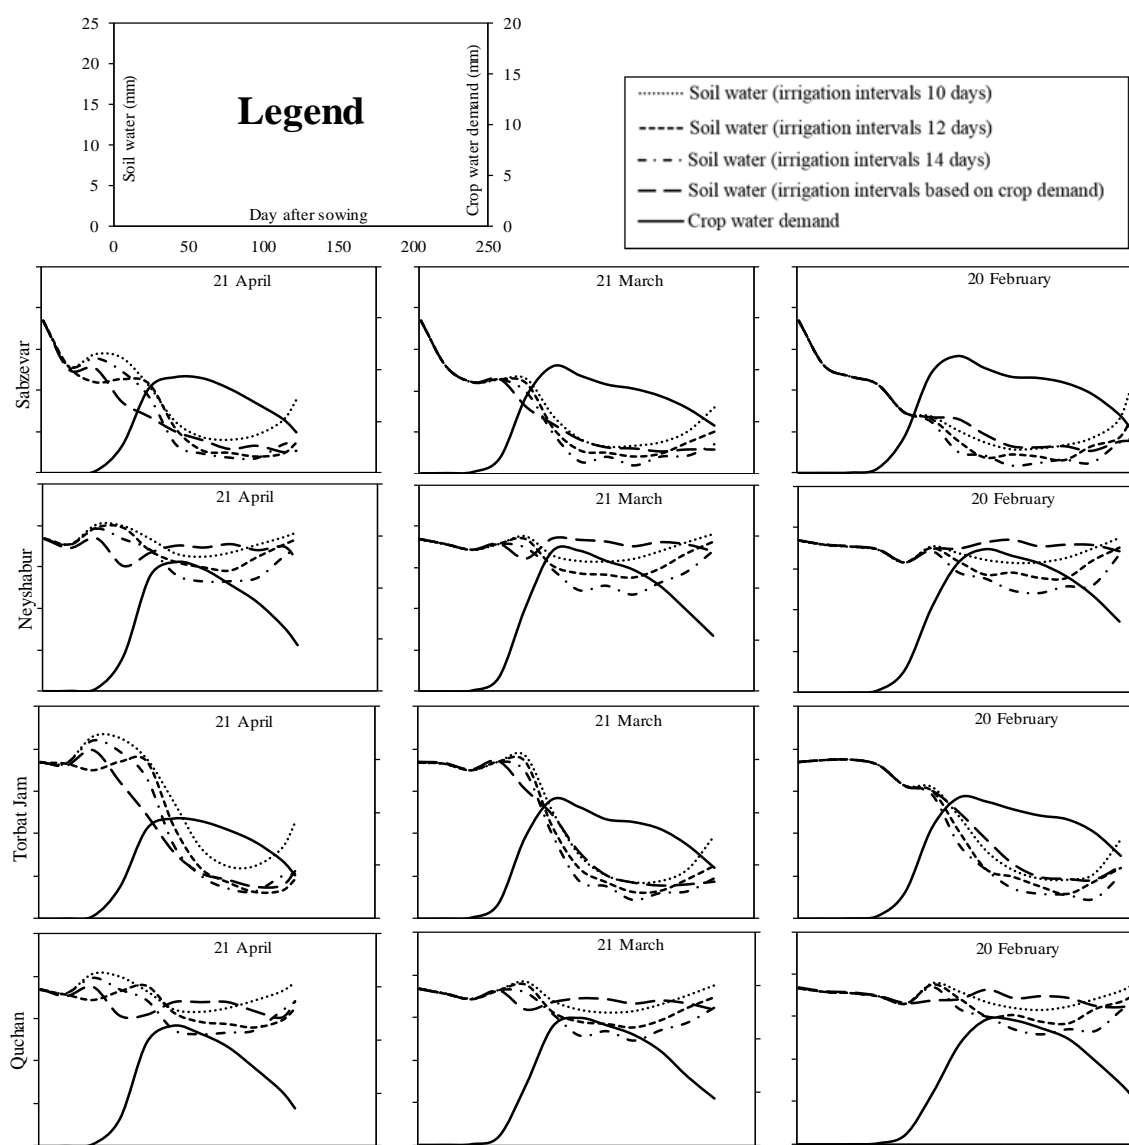 25
20
15
10
5
0
Soil water (mm)
Legend
Day after sowing
0
50
100
150
200
250
20
15
10
5
0
Crop water demand (mm)
Soil water (irrigation intervals 10 days)
Soil water (irrigation intervals 12 days)
Soil water (irrigation intervals 14 days)
Soil water (irrigation intervals based on crop demand)
Crop water demand
Sabzevar
21 April
21 March
20 February
Neyshabur
21 April
21 March
20 February
Torbat Jam
21 April
21 March
20 February
Quchan
21 April
21 March
20 February